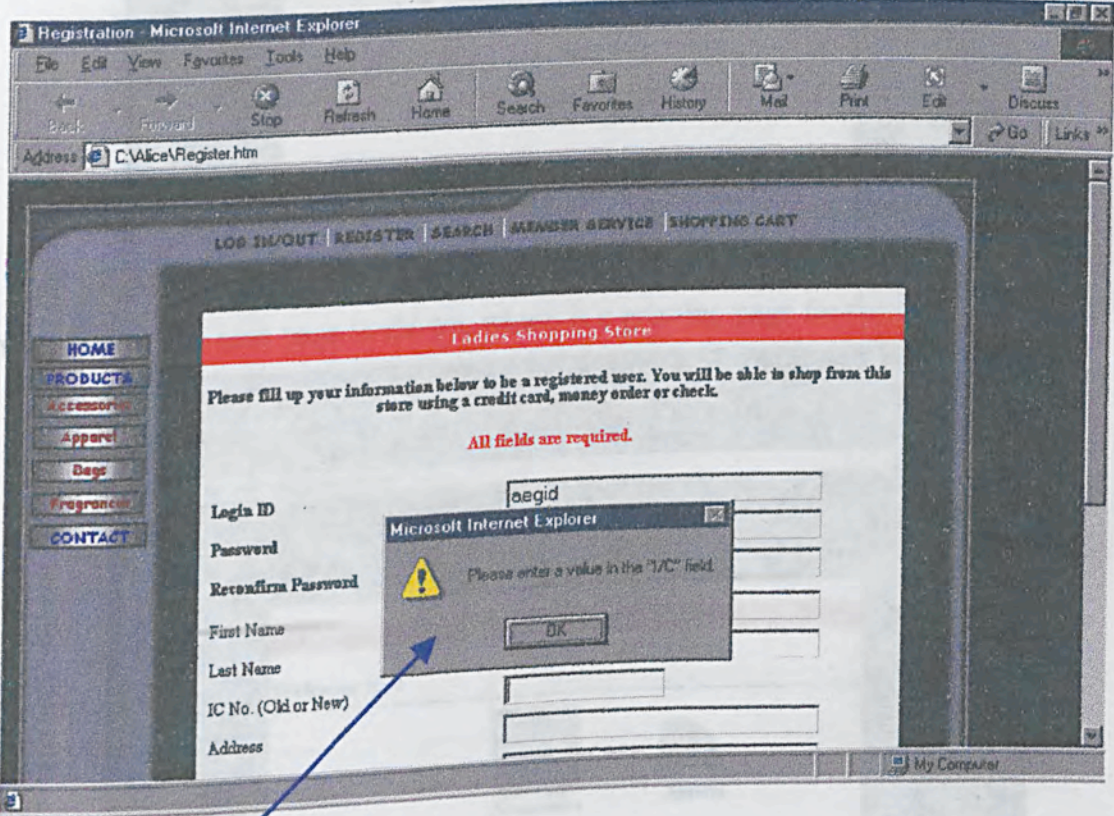 Registration - Microsoft Internet Explorer
File Edit View Favorites Tools Help
Back Forward Stop Refresh Home Search Favorites History Mail Print Edit Discuss
Address C:\Alice\Register.htm Go Links
LOG IN/OUT | REGISTER | SEARCH | MEMBER SERVICE | SHOPPING CART
Ladies Shopping Store
HOME
PRODUCTS
Accessories
Apparel
Bags
Fragrances
CONTACT
Please fill up your information below to be a registered user. You will be able to shop from this
store using a credit card, money order or check.
All fields are required.
Login ID aegid
Password
Reconfirm Password
First Name
Last Name
IC No. (Old or New)
Address
Microsoft Internet Explorer
Please enter a value in the "I/C" field.
OK
My Computer